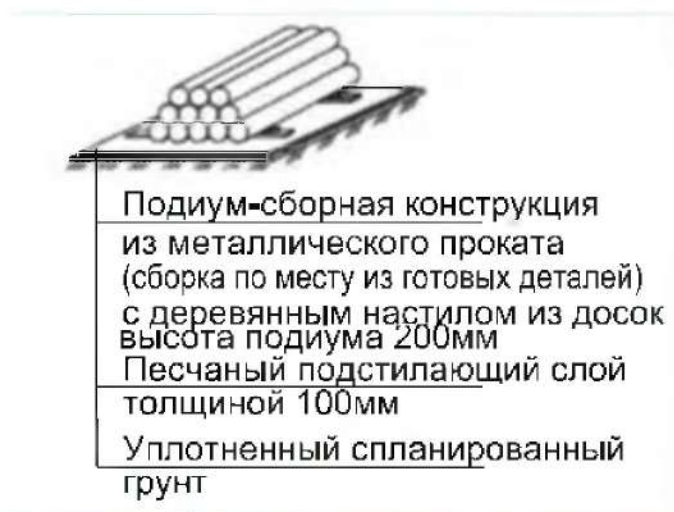 Подиум-сборная конструкция
из металлического проката
(сборка по месту из готовых деталей)
с деревянным настилом из досок
высота подиума 200мм
Песчаный подстилающий слой
толщиной 100мм
Уплотненный спланированный
грунт